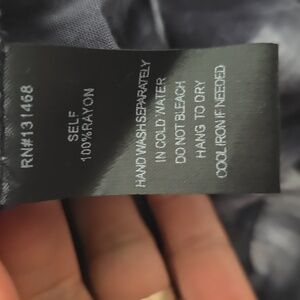 RN#131468
SELF
100%RAYON
HAND WASH SEPARATELY
IN COLD WATER
DO NOT BLEACH
HANG TO DRY
COOL IRON IF NEEDED